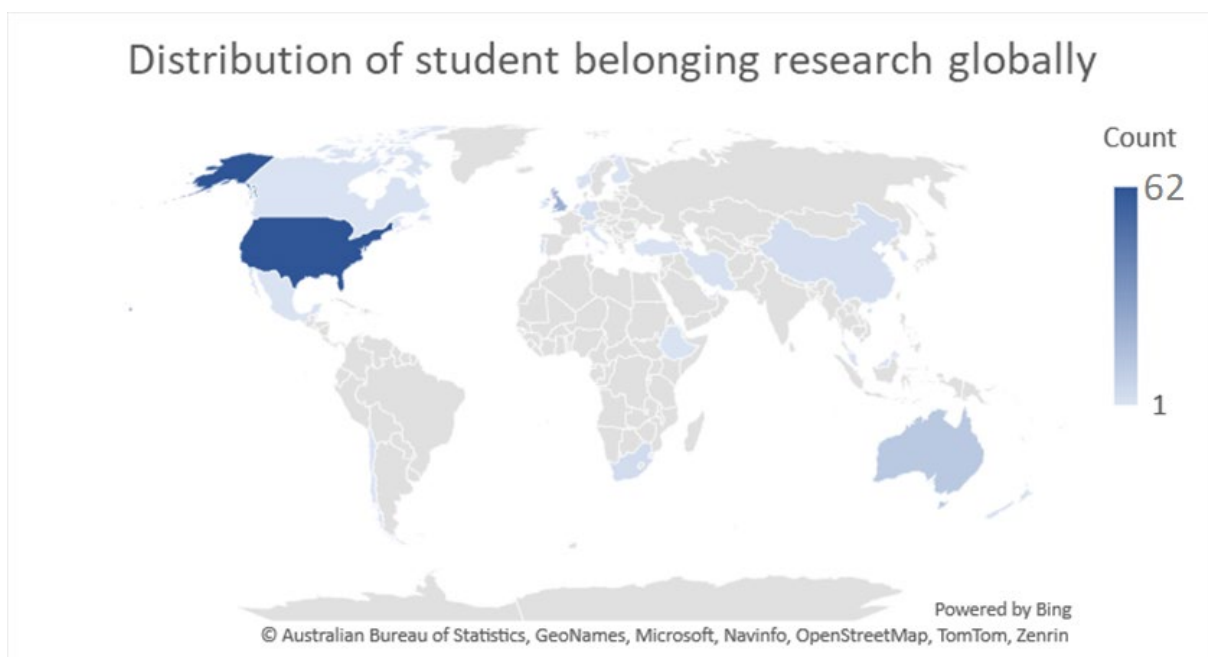 Distribution of student belonging research globally
Count
62
1
Powered by Bing
© Australian Bureau of Statistics, GeoNames, Microsoft, Navinfo, OpenStreetMap, TomTom, Zenrin